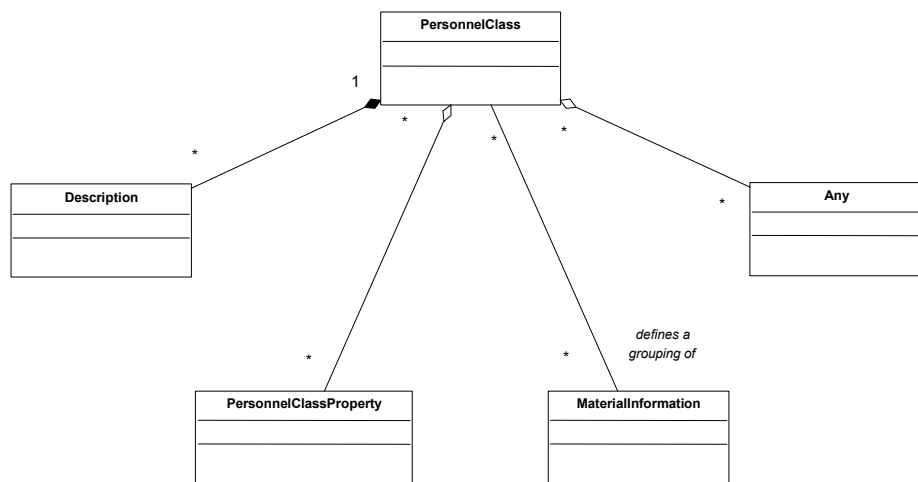 PersonnelClass
1
*
*
*
*
Description
Any
*
*
defines a
grouping of
*
*
PersonnelClassProperty
MaterialInformation